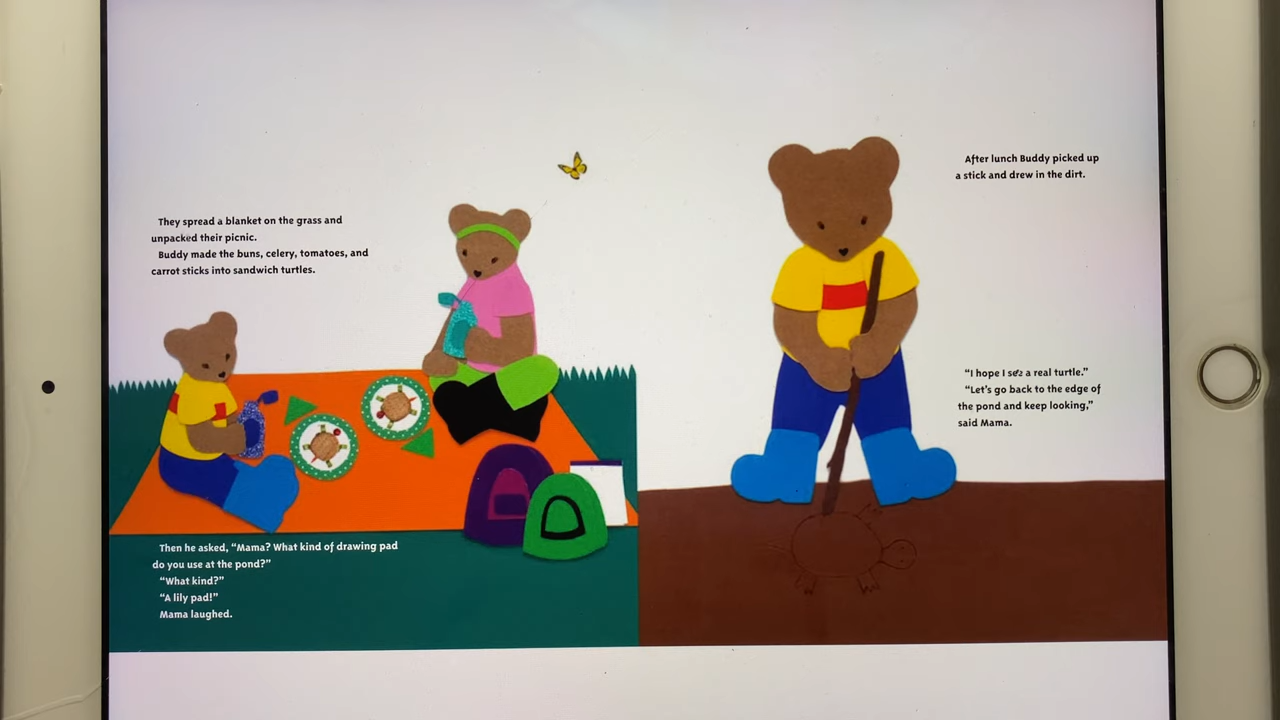 They spread a blanket on the grass and
unpacked their picnic.
Buddy made the buns, celery, tomatoes, and
carrot sticks into sandwich turtles.
Then he asked, “Mama? What kind of drawing pad
do you use at the pond?”
“What kind?”
“A lily pad!”
Mama laughed.
After lunch Buddy picked up
a stick and drew in the dirt.
“I hope I see a real turtle.”
“Let’s go back to the edge of
the pond and keep looking,”
said Mama.